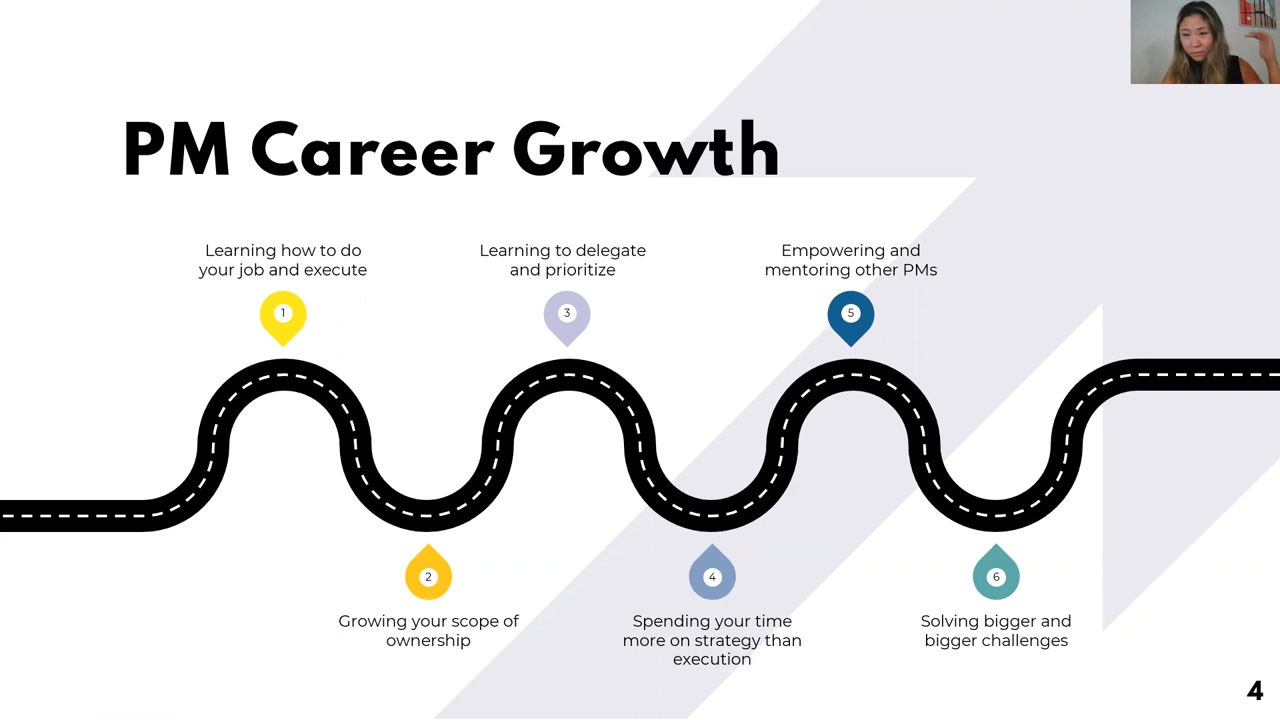 PM Career Growth
Learning how to do
your job and execute
1
Growing your scope of
ownership
2
Learning to delegate
and prioritize
3
Spending your time
more on strategy than
execution
4
Empowering and
mentoring other PMs
5
Solving bigger and
bigger challenges
6
4